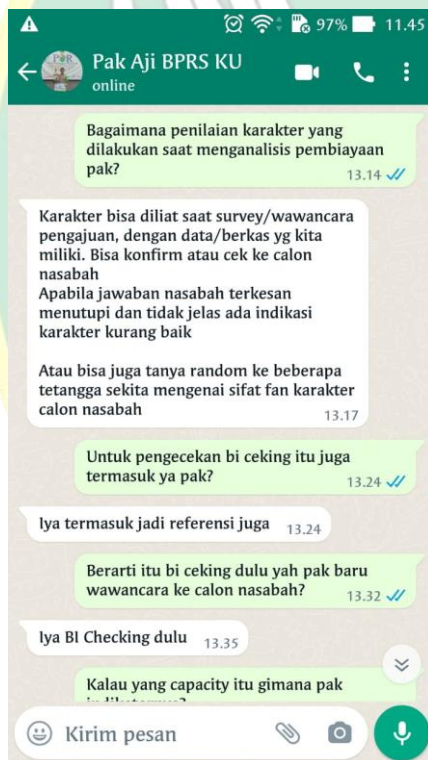 97% 11.45
Pak Aji BPRS KU
online
Bagaimana penilaian karakter yang
dilakukan saat menganalisis pembiayaan
pak?
13.14
Karakter bisa diliat saat survey/wawancara
pengajuan, dengan data/berkas yg kita
miliki. Bisa konfirm atau cek ke calon
nasabah
Apabila jawaban nasabah terkesan
menutupi dan tidak jelas ada indikasi
karakter kurang baik
Atau bisa juga tanya random ke beberapa
tetangga sekita mengenai sifat fan karakter
calon nasabah
13.17
Untuk pengecekan bi ceking itu juga
termasuk ya pak?
13.24
Iya termasuk jadi referensi juga 13.24
Berarti itu bi ceking dulu yah pak baru
wawancara ke calon nasabah?
13.32
Iya BI Checking dulu 13.35
Kalau yang capacity itu gimana pak
Kirim pesan